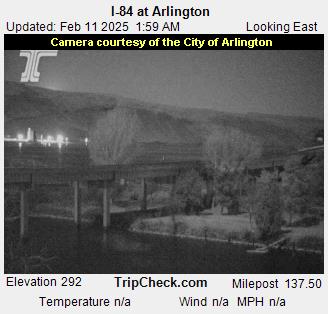 I-84 at Arlington
Updated: Feb 11 2025 1:59 AM Looking East
Camera courtesy of the City of Arlington
Elevation 292 TripCheck.com Milepost 137.50
Temperature n/a Wind n/a MPH n/a